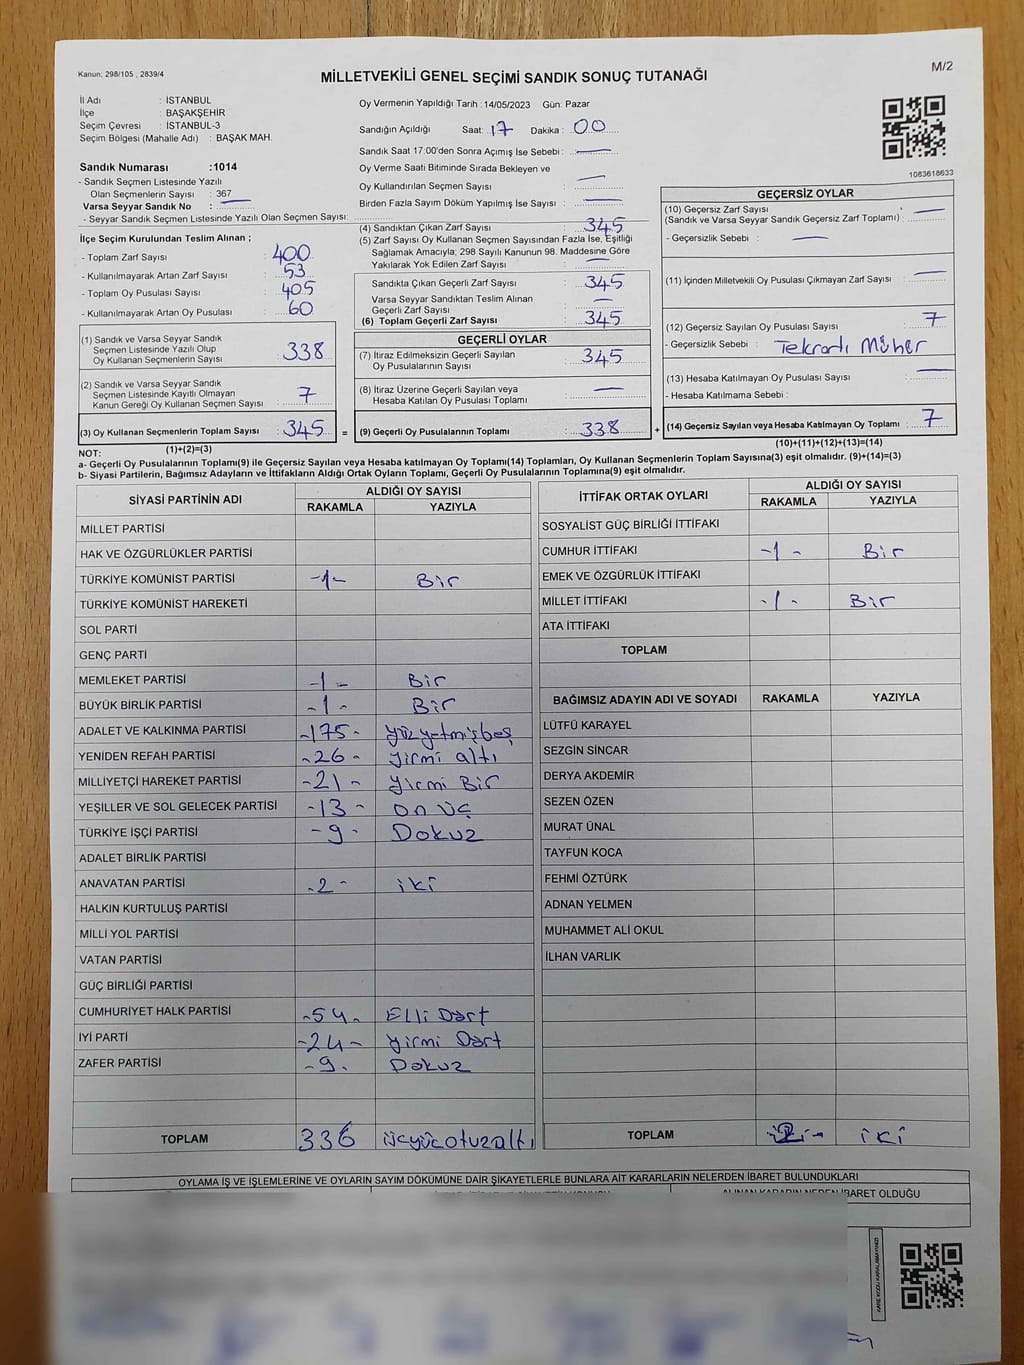 Kanun; 298/105 , 2839/4
MİLLETVEKİLİ GENEL SEÇİMİ SANDIK SONUÇ TUTANAĞI
M/2
İl Adı : İSTANBUL
İlçe : BAŞAKŞEHİR
Seçim Çevresi : İSTANBUL-3
Seçim Bölgesi (Mahalle Adı) : BAŞAK MAH.
Oy Vermenin Yapıldığı Tarih : 14/05/2023 Gün: Pazar
Sandığın Açıldığı Saat: 17 Dakika : 00
Sandık Saat 17:00'den Sonra Açımış İse Sebebi : —
Oy Verme Saati Bitiminde Sırada Bekleyen ve
Oy Kullandırılan Seçmen Sayısı : —
Birden Fazla Sayım Döküm Yapılmış İse Sayısı : —
1083618633
Sandık Numarası :1014
- Sandık Seçmen Listesinde Yazılı
Olan Seçmenlerin Sayısı : 367
Varsa Seyyar Sandık No : —
- Seyyar Sandık Seçmen Listesinde Yazılı Olan Seçmen Sayısı:
İlçe Seçim Kurulundan Teslim Alınan ;
- Toplam Zarf Sayısı : 400
- Kullanılmayarak Artan Zarf Sayısı : 53
- Toplam Oy Pusulası Sayısı : 405
- Kullanılmayarak Artan Oy Pusulası : 60
(4) Sandıktan Çıkan Zarf Sayısı : 345
(5) Zarf Sayısı Oy Kullanan Seçmen Sayısından Fazla İse, Eşitliği
Sağlamak Amacıyla; 298 Sayılı Kanunun 98. Maddesine Göre
Yakılarak Yok Edilen Zarf Sayısı : —
Sandıkta Çıkan Geçerli Zarf Sayısı : 345
Varsa Seyyar Sandıktan Teslim Alınan
Geçerli Zarf Sayısı : —
(6) Toplam Geçerli Zarf Sayısı : 345
GEÇERSİZ OYLAR
(10) Geçersiz Zarf Sayısı
(Sandık ve Varsa Seyyar Sandık Geçersiz Zarf Toplamı) : —
- Geçersizlik Sebebi : —
(11) İçinden Milletvekili Oy Pusulası Çıkmayan Zarf Sayısı : —
(12) Geçersiz Sayılan Oy Pusulası Sayısı : 7
- Geçersizlik Sebebi : Tekrarlı Mühür
(13) Hesaba Katılmayan Oy Pusulası Sayısı : —
- Hesaba Katılmama Sebebi :
(14) Geçersiz Sayılan veya Hesaba Katılmayan Oy Toplamı : 7
(10)+(11)+(12)+(13)=(14)
(1) Sandık ve Varsa Seyyar Sandık
Seçmen Listesinde Yazılı Olup
Oy Kullanan Seçmenlerin Sayısı : 338
(2) Sandık ve Varsa Seyyar Sandık
Seçmen Listesinde Kayıtlı Olmayan
Kanun Gereği Oy Kullanan Seçmen Sayısı : 7
(3) Oy Kullanan Seçmenlerin Toplam Sayısı : 345 =
(1)+(2)=(3)
GEÇERLİ OYLAR
(7) İtiraz Edilmeksizin Geçerli Sayılan
Oy Pusulalarının Sayısı : 345
(8) İtiraz Üzerine Geçerli Sayılan veya
Hesaba Katılan Oy Pusulası Toplamı : —
(9) Geçerli Oy Pusulalarının Toplamı : 338 +
NOT:
a- Geçerli Oy Pusulalarının Toplamı(9) ile Geçersiz Sayılan veya Hesaba katılmayan Oy Toplamı(14) Toplamları, Oy Kullanan Seçmenlerin Toplam Sayısına(3) eşit olmalıdır. (9)+(14)=(3)
b- Siyasi Partilerin, Bağımsız Adayların ve İttifakların Aldığı Ortak Oyların Toplamı, Geçerli Oy Pusulalarının Toplamına(9) eşit olmalıdır.
SİYASİ PARTİNİN ADI ALDIĞI OY SAYISI
RAKAMLA YAZIYLA
MİLLET PARTİSİ
HAK VE ÖZGÜRLÜKLER PARTİSİ
TÜRKİYE KOMÜNİST PARTİSİ -1- Bir
TÜRKİYE KOMÜNİST HAREKETİ
SOL PARTİ
GENÇ PARTİ
MEMLEKET PARTİSİ -1- Bir
BÜYÜK BİRLİK PARTİSİ -1- Bir
ADALET VE KALKINMA PARTİSİ -175- yüzyetmişbeş
YENİDEN REFAH PARTİSİ -26- yirmi altı
MİLLİYETÇİ HAREKET PARTİSİ -21- yirmi Bir
YEŞİLLER VE SOL GELECEK PARTİSİ -13- on üç
TÜRKİYE İŞÇİ PARTİSİ -9- Dokuz
ADALET BİRLİK PARTİSİ
ANAVATAN PARTİSİ -2- iki
HALKIN KURTULUŞ PARTİSİ
MİLLİ YOL PARTİSİ
VATAN PARTİSİ
GÜÇ BİRLİĞİ PARTİSİ
CUMHURİYET HALK PARTİSİ -54- Elli Dört
İYİ PARTİ -24- yirmi Dört
ZAFER PARTİSİ -9- Dokuz
TOPLAM 336 üçyüzotuzaltı
İTTİFAK ORTAK OYLARI ALDIĞI OY SAYISI
RAKAMLA YAZIYLA
SOSYALİST GÜÇ BİRLİĞİ İTTİFAKI
CUMHUR İTTİFAKI -1- Bir
EMEK VE ÖZGÜRLÜK İTTİFAKI
MİLLET İTTİFAKI -1- Bir
ATA İTTİFAKI
TOPLAM
BAĞIMSIZ ADAYIN ADI VE SOYADI RAKAMLA YAZIYLA
LÜTFÜ KARAYEL
SEZGİN SİNCAR
DERYA AKDEMİR
SEZEN ÖZEN
MURAT ÜNAL
TAYFUN KOCA
FEHMİ ÖZTÜRK
ADNAN YELMEN
MUHAMMET ALİ OKUL
İLHAN VARLIK
TOPLAM -2- iki
OYLAMA İŞ VE İŞLEMLERİNE VE OYLARIN SAYIM DÖKÜMÜNE DAİR ŞİKAYETLERLE BUNLARA AİT KARARLARIN NELERDEN İBARET BULUNDUKLARI
ALINAN KARARIN NEDEN İBARET OLDUĞU
KARE KODU KARALAMAYINIZ!